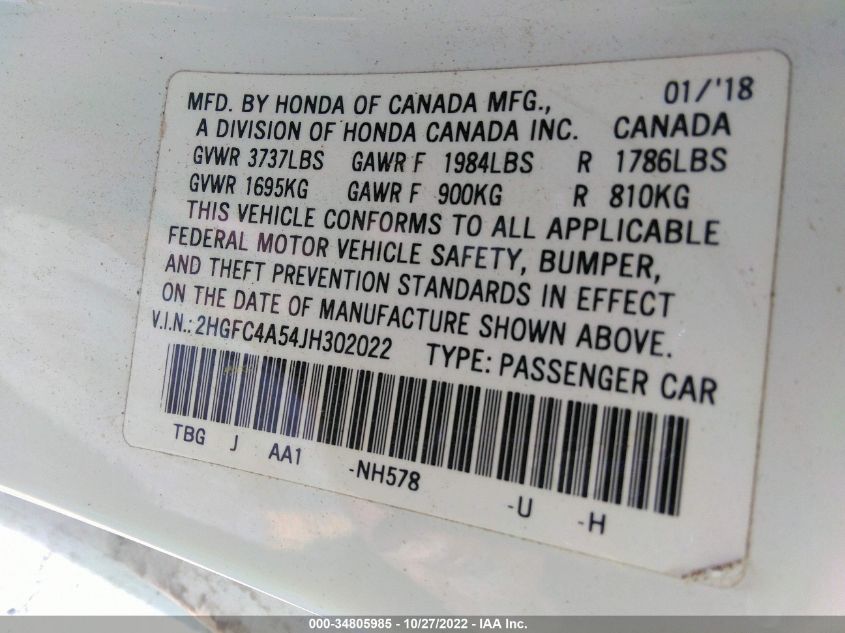 01/'18
MFD. BY HONDA OF CANADA MFG.,
A DIVISION OF HONDA CANADA INC. CANADA
GVWR 3737LBS GAWR F 1984LBS R 1786LBS
GVWR 1695KG GAWR F 900KG R 810KG
THIS VEHICLE CONFORMS TO ALL APPLICABLE
FEDERAL MOTOR VEHICLE SAFETY, BUMPER,
AND THEFT PREVENTION STANDARDS IN EFFECT
ON THE DATE OF MANUFACTURE SHOWN ABOVE.
V.I.N.: 2HGFC4A54JH302022 TYPE: PASSENGER CAR
TBG J AA1 -NH578 -U -H
000-34805985 - 10/27/2022 - IAA Inc.